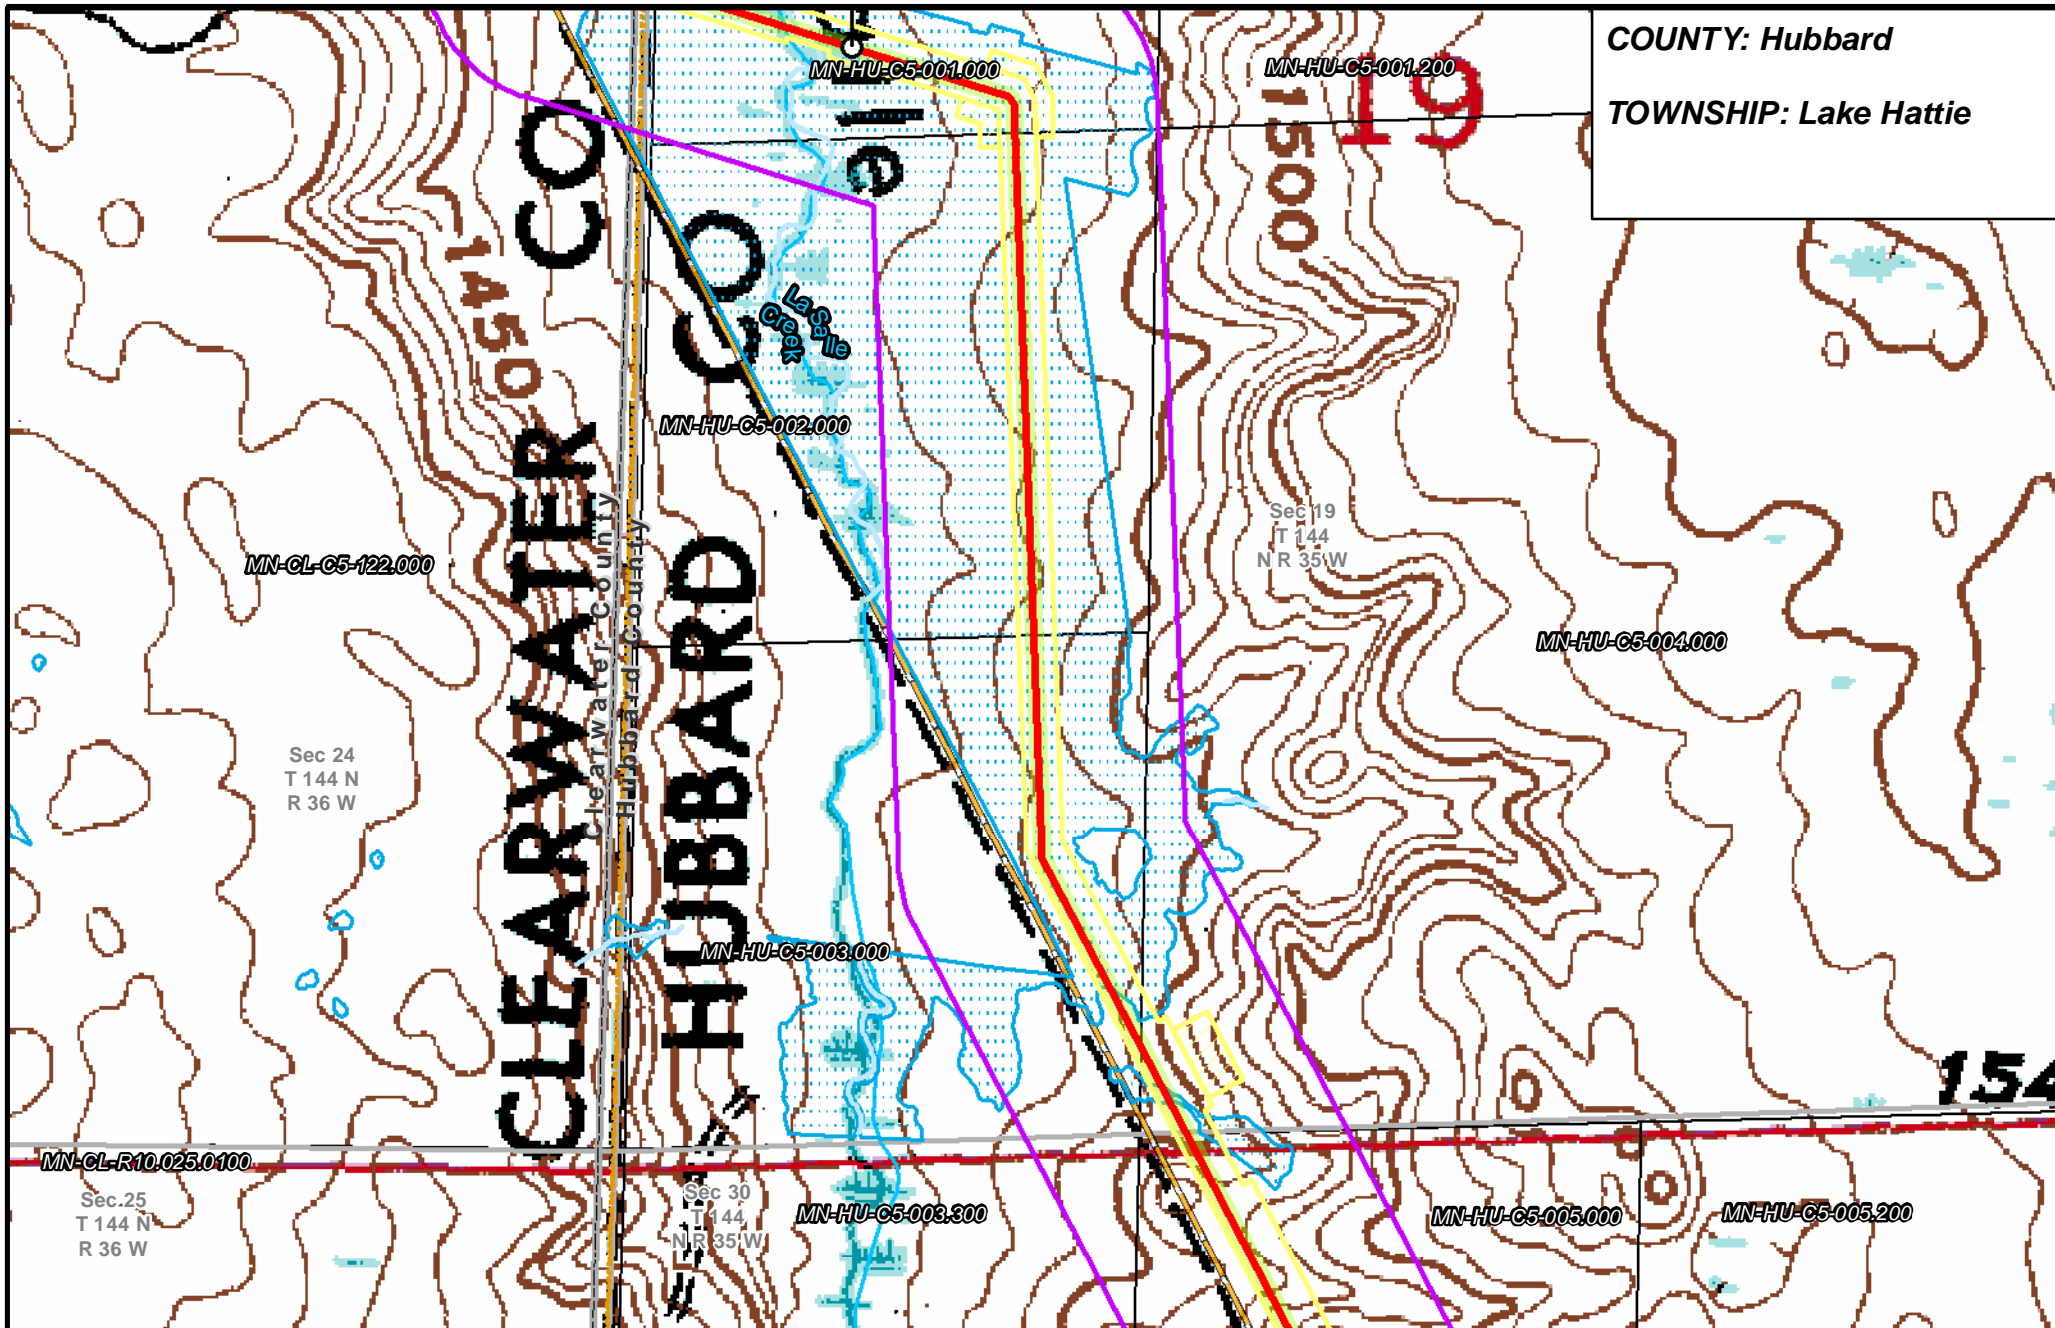 COUNTY: Hubbard
TOWNSHIP: Lake Hattie
MN-HU-C5-001.000
MN-HU-C5-001.200
19
1500
1450
CLEARWATER CO
HUBBARD CO
La Salle
Creek
MN-HU-C5-002.000
Clearwater County
Hubbard County
Sec 19
T 144
N R 35 W
MN-CL-C5-122.000
MN-HU-C5-004.000
Sec 24
T 144 N
R 36 W
MN-HU-C5-003.000
154
MN-CL-R10.025.0100
Sec 25
T 144 N
R 36 W
Sec 30
T 144
N R 35 W
MN-HU-C5-003.300
MN-HU-C5-005.000
MN-HU-C5-005.200